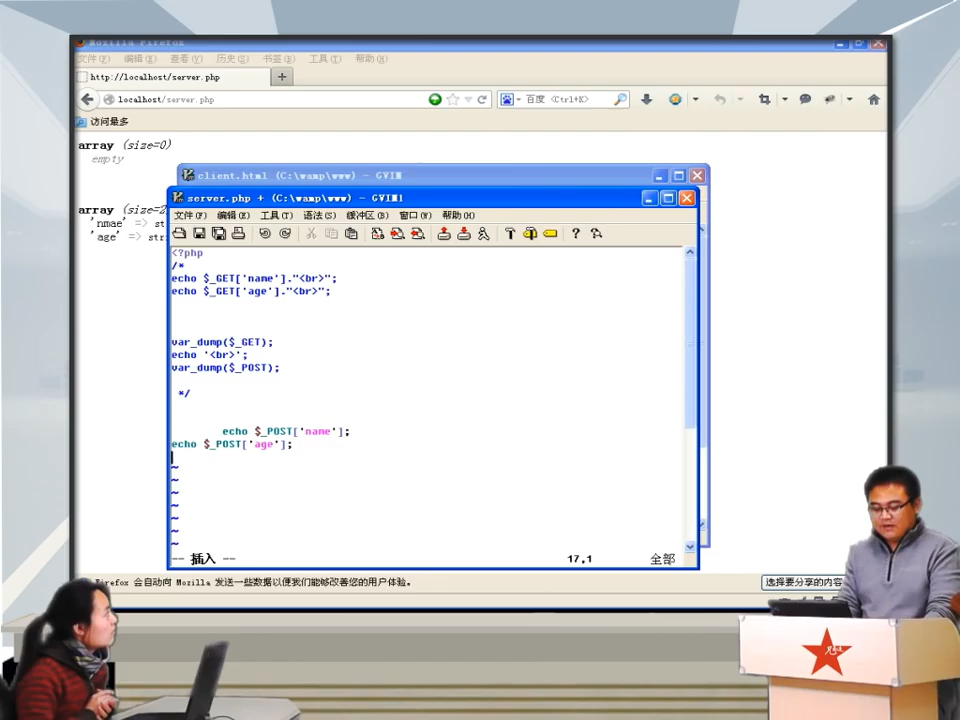 Mozilla Firefox
文件(F) 编辑(E) 查看(V) 历史(S) 书签(B) 工具(T) 帮助(H)
http://localhost/server.php +
localhost/server.php 百度 <Ctrl+K>
访问最多
array (size=0)
empty
array (size=2
'nmae' => st
'age' => str
client.html (C:\wamp\www) - GVIM
server.php + (C:\wamp\www) - GVIM1
文件(F) 编辑(E) 工具(T) 语法(S) 缓冲区(B) 窗口(W) 帮助(H)
<?php
/*
echo $_GET['name']."<br>";
echo $_GET['age']."<br>";
var_dump($_GET);
echo '<br>';
var_dump($_POST);
*/
echo $_POST['name'];
echo $_POST['age'];
~
~
~
~
~
~
~
-- 插入 -- 17,1 全部
Firefox 会自动向 Mozilla 发送一些数据以便我们能够改善您的用户体验。 选择要分享的内容